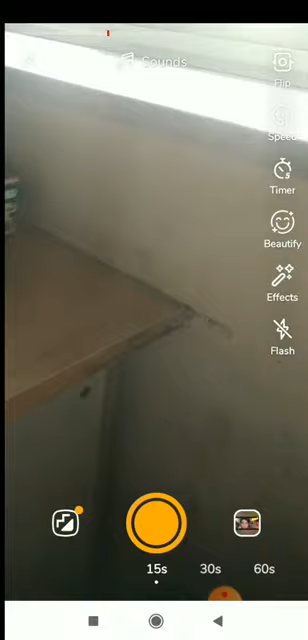 Sounds
Flip
Speed
Timer
Beautify
Effects
Flash
15s 30s 60s